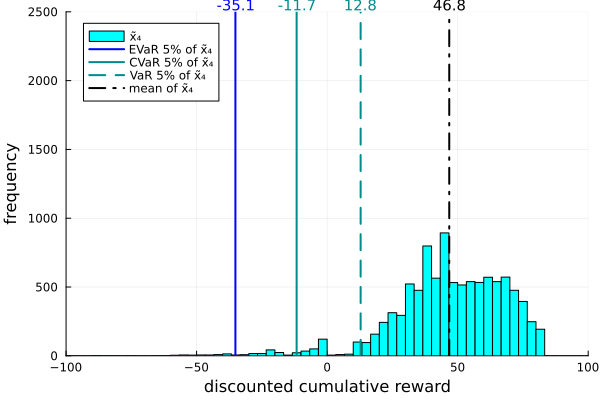 -35.1 -11.7 12.8 46.8
2500
2000
1500
1000
500
0
frequency
x̃₄
EVaR 5% of x̃₄
CVaR 5% of x̃₄
VaR 5% of x̃₄
mean of x̃₄
−100 −50 0 50 100
discounted cumulative reward